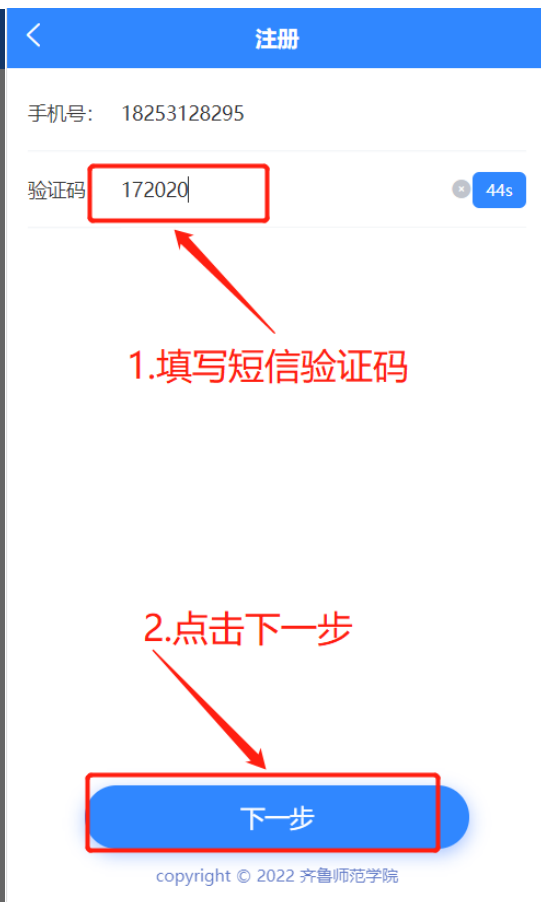 注册
手机号： 18253128295
验证码 172020 44s
1.填写短信验证码
2.点击下一步
下一步
copyright © 2022 齐鲁师范学院